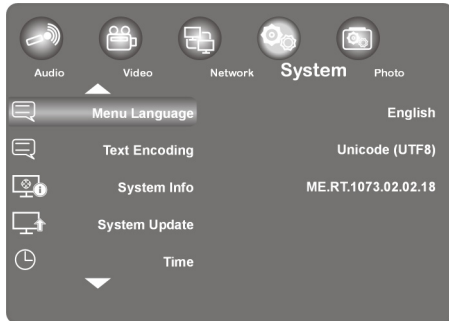 Audio Video Network System Photo
Menu Language English
Text Encoding Unicode (UTF8)
System Info ME.RT.1073.02.02.18
System Update
Time